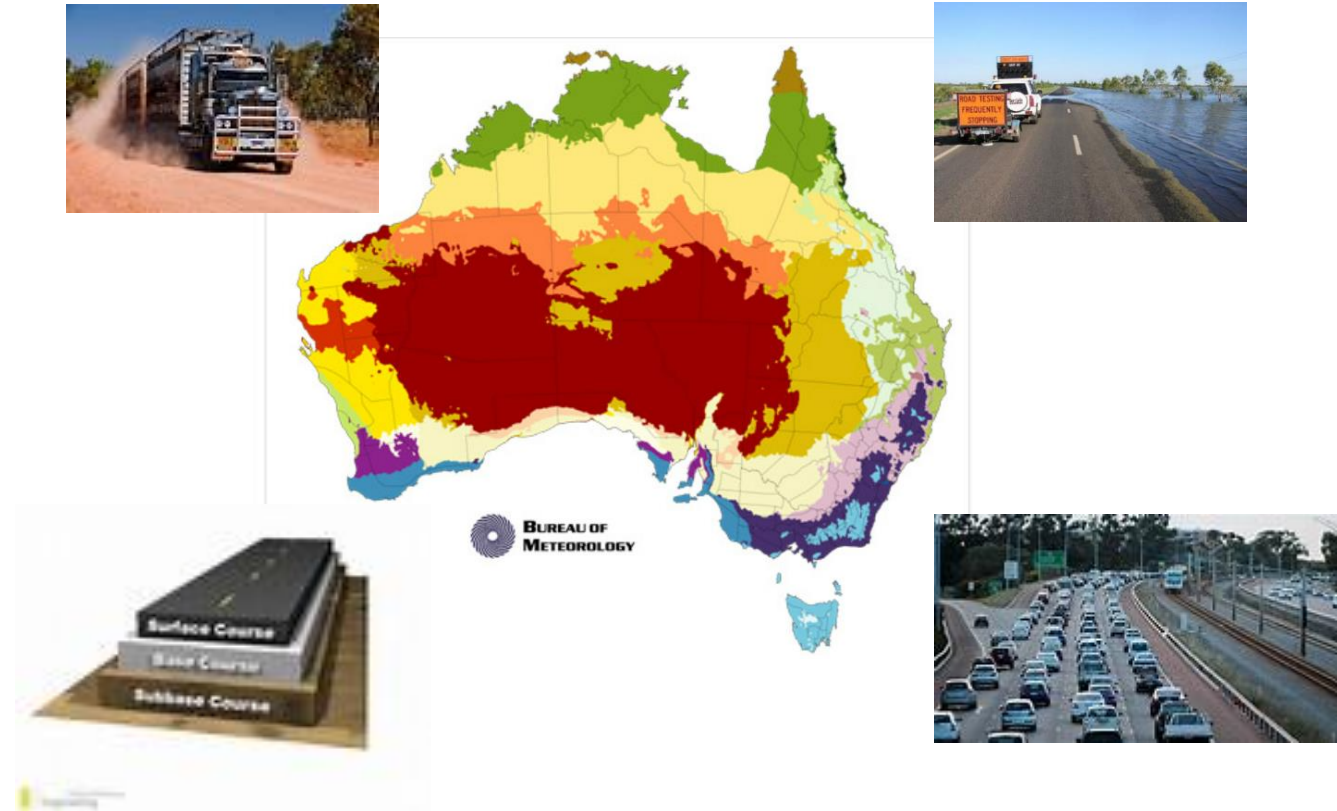 ROAD TESTING
FREQUENTLY
STOPPING
BUREAU OF
METEOROLOGY
Surface Course
Base Course
Subbase Course